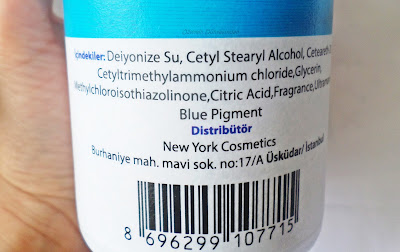 İçindekiler: Deiyonize Su, Cetyl Stearyl Alcohol, Ceteareth
Cetyltrimethylammonium chloride,Glycerin,
Methylchloroisothiazolinone,Citric Acid,Fragrance,Ultramarin
Blue Pigment
Distribütör
New York Cosmetics
Burhaniye mah. mavi sok. no:17/A Üsküdar/ İstanbul
8 696299 107715